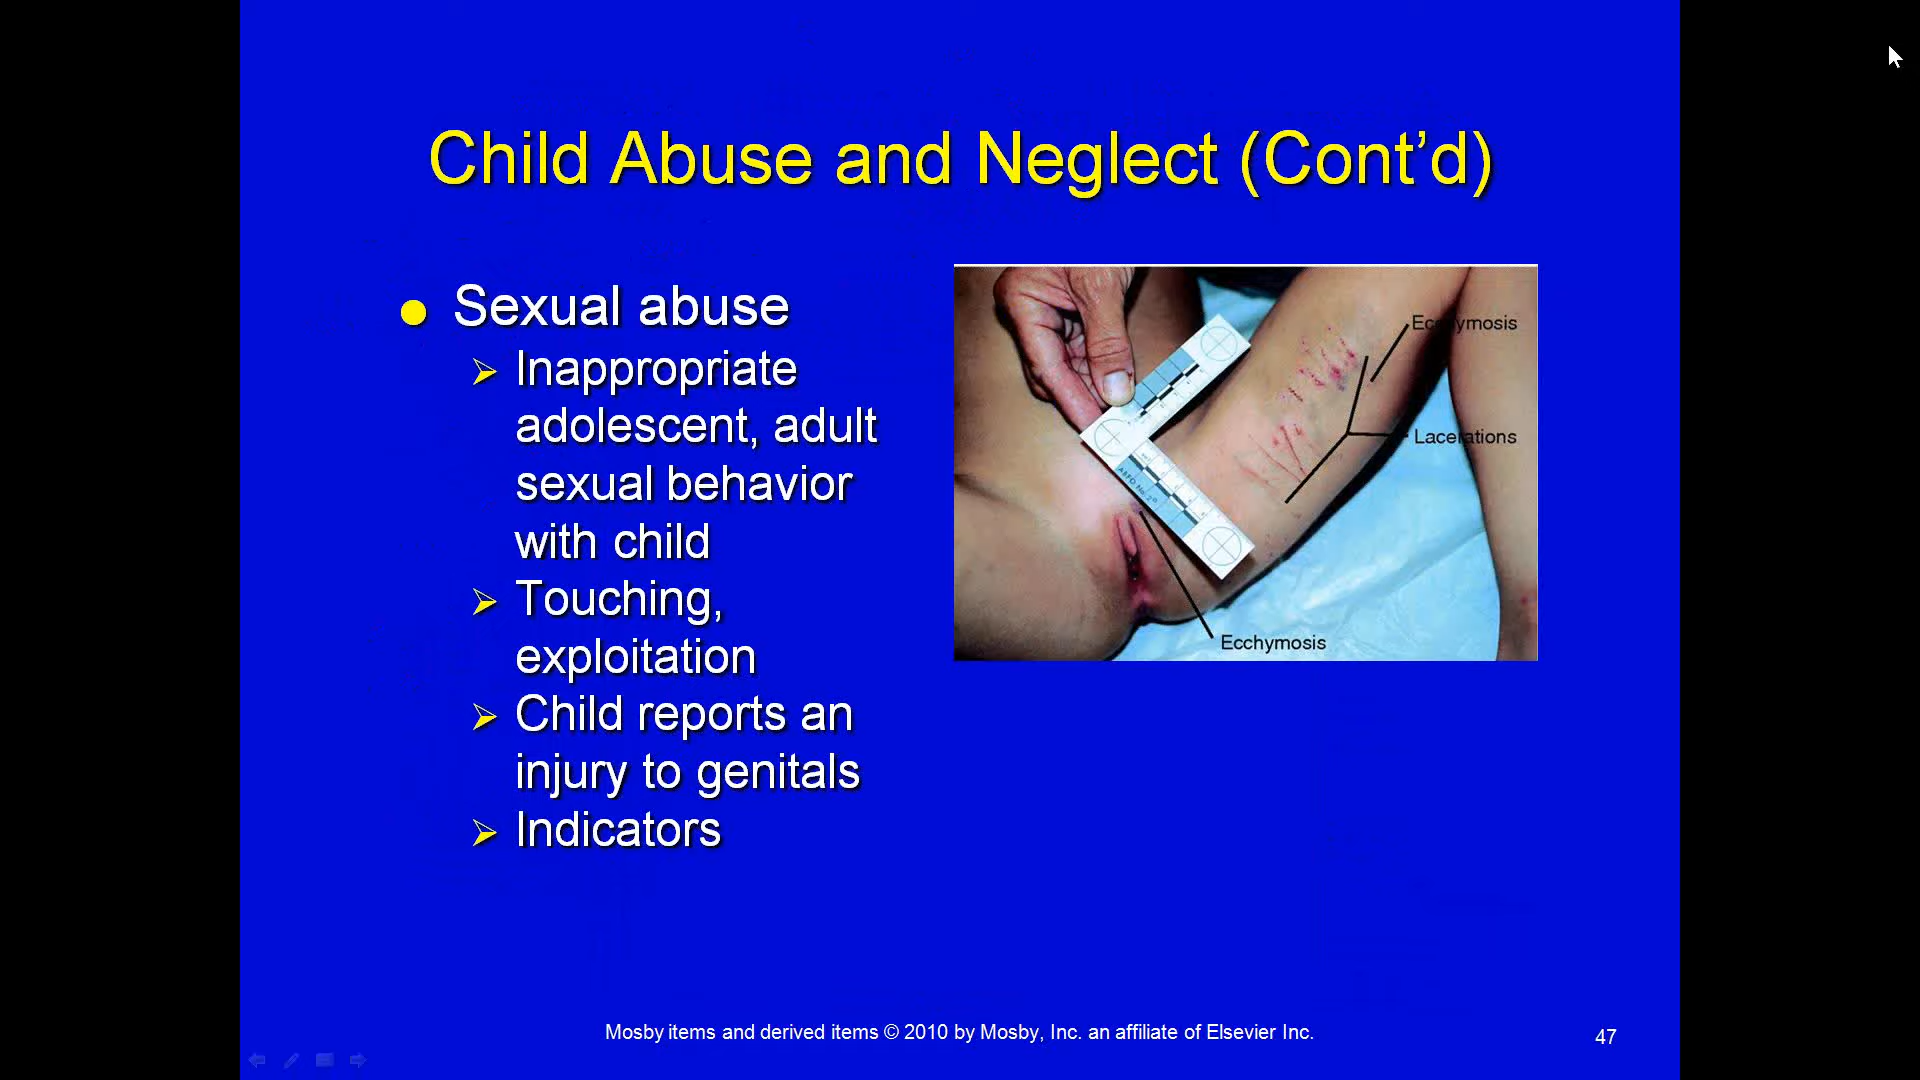 Child Abuse and Neglect (Cont’d)
Sexual abuse
Inappropriate
adolescent, adult
sexual behavior
with child
Touching,
exploitation
Child reports an
injury to genitals
Indicators
Ecchymosis
Lacerations
Ecchymosis
Mosby items and derived items © 2010 by Mosby, Inc. an affiliate of Elsevier Inc.
47